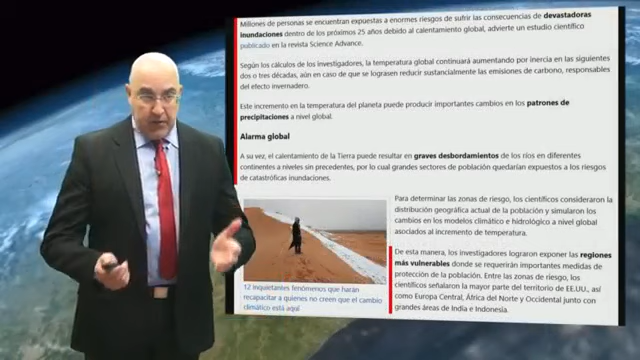 Millones de personas se encuentran expuestas a enormes riesgos de sufrir las consecuencias de devastadoras
inundaciones dentro de los próximos 25 años debido al calentamiento global, advierte un estudio científico
publicado en la revista Science Advance.
Según los cálculos de los investigadores, la temperatura global continuará aumentando por inercia en las siguientes
dos o tres décadas, aún en caso de que se lograsen reducir sustancialmente las emisiones de carbono, responsables
del efecto invernadero.
Este incremento en la temperatura del planeta puede producir importantes cambios en los patrones de
precipitaciones a nivel global.
Alarma global
A su vez, el calentamiento de la Tierra puede resultar en graves desbordamientos de los ríos en diferentes
continentes a niveles sin precedentes, por lo cual grandes sectores de población quedarían expuestos a los riesgos
de catastróficas inundaciones.
Para determinar las zonas de riesgo, los científicos consideraron la
distribución geográfica actual de la población y simularon los
cambios en los modelos climático e hidrológico a nivel global
asociados al incremento de temperatura.
De esta manera, los investigadores lograron exponer las regiones
más vulnerables donde se requerirán importantes medidas de
protección de la población. Entre las zonas de riesgo, los
científicos señalaron la mayor parte del territorio de EE.UU., así
como Europa Central, África del Norte y Occidental junto con
grandes áreas de India e Indonesia.
12 inquietantes fenómenos que harán
recapacitar a quienes no creen que el cambio
climático está aquí